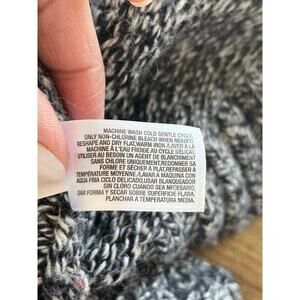 MACHINE WASH COLD GENTLE CYCLE,
ONLY NON-CHLORINE BLEACH WHEN NEEDED,
RESHAPE AND DRY FLAT,WARM IRON./LAVER À LA
MACHINE À L'EAU FROIDE AU CYCLE DÉLICAT.
UTILISER AU BESOIN UN AGENT DE BLANCHIMENT
SANS CHLORE UNIQUEMENT,REDONNER SA
FORME ET SÉCHER À PLAT,REPASSER À
TEMPÉRATURE MOYENNE./LAVAR A MAQUINA CON
AGUA FRIA CICLO DELICADO,USAR BLANQUEADOR
SIN CLORO CUANDO SEA NECESARIO,
DAR FORMA Y SECAR SOBRE SUPERFICIE PLANA,
PLANCHAR A TEMPERATURA MEDIA.